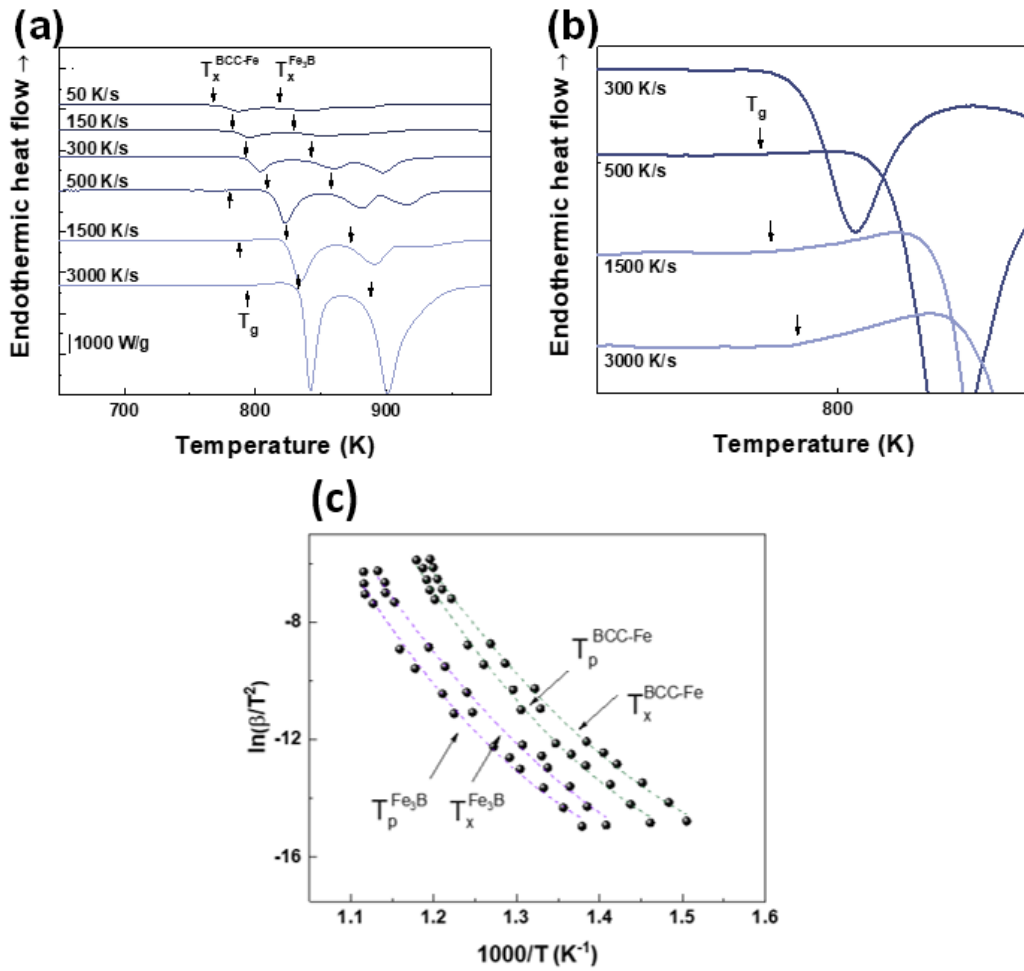 (a)
Endothermic heat flow →
T_x^BCC-Fe
T_x^Fe₃B
50 K/s
150 K/s
300 K/s
500 K/s
1500 K/s
3000 K/s
T_g
1000 W/g
700
800
900
Temperature (K)
(b)
Endothermic heat flow →
300 K/s
T_g
500 K/s
1500 K/s
3000 K/s
800
Temperature (K)
(c)
ln(β/T²)
-8
-12
-16
T_p^BCC-Fe
T_x^BCC-Fe
T_p^Fe₃B
T_x^Fe₃B
1.1
1.2
1.3
1.4
1.5
1.6
1000/T (K⁻¹)